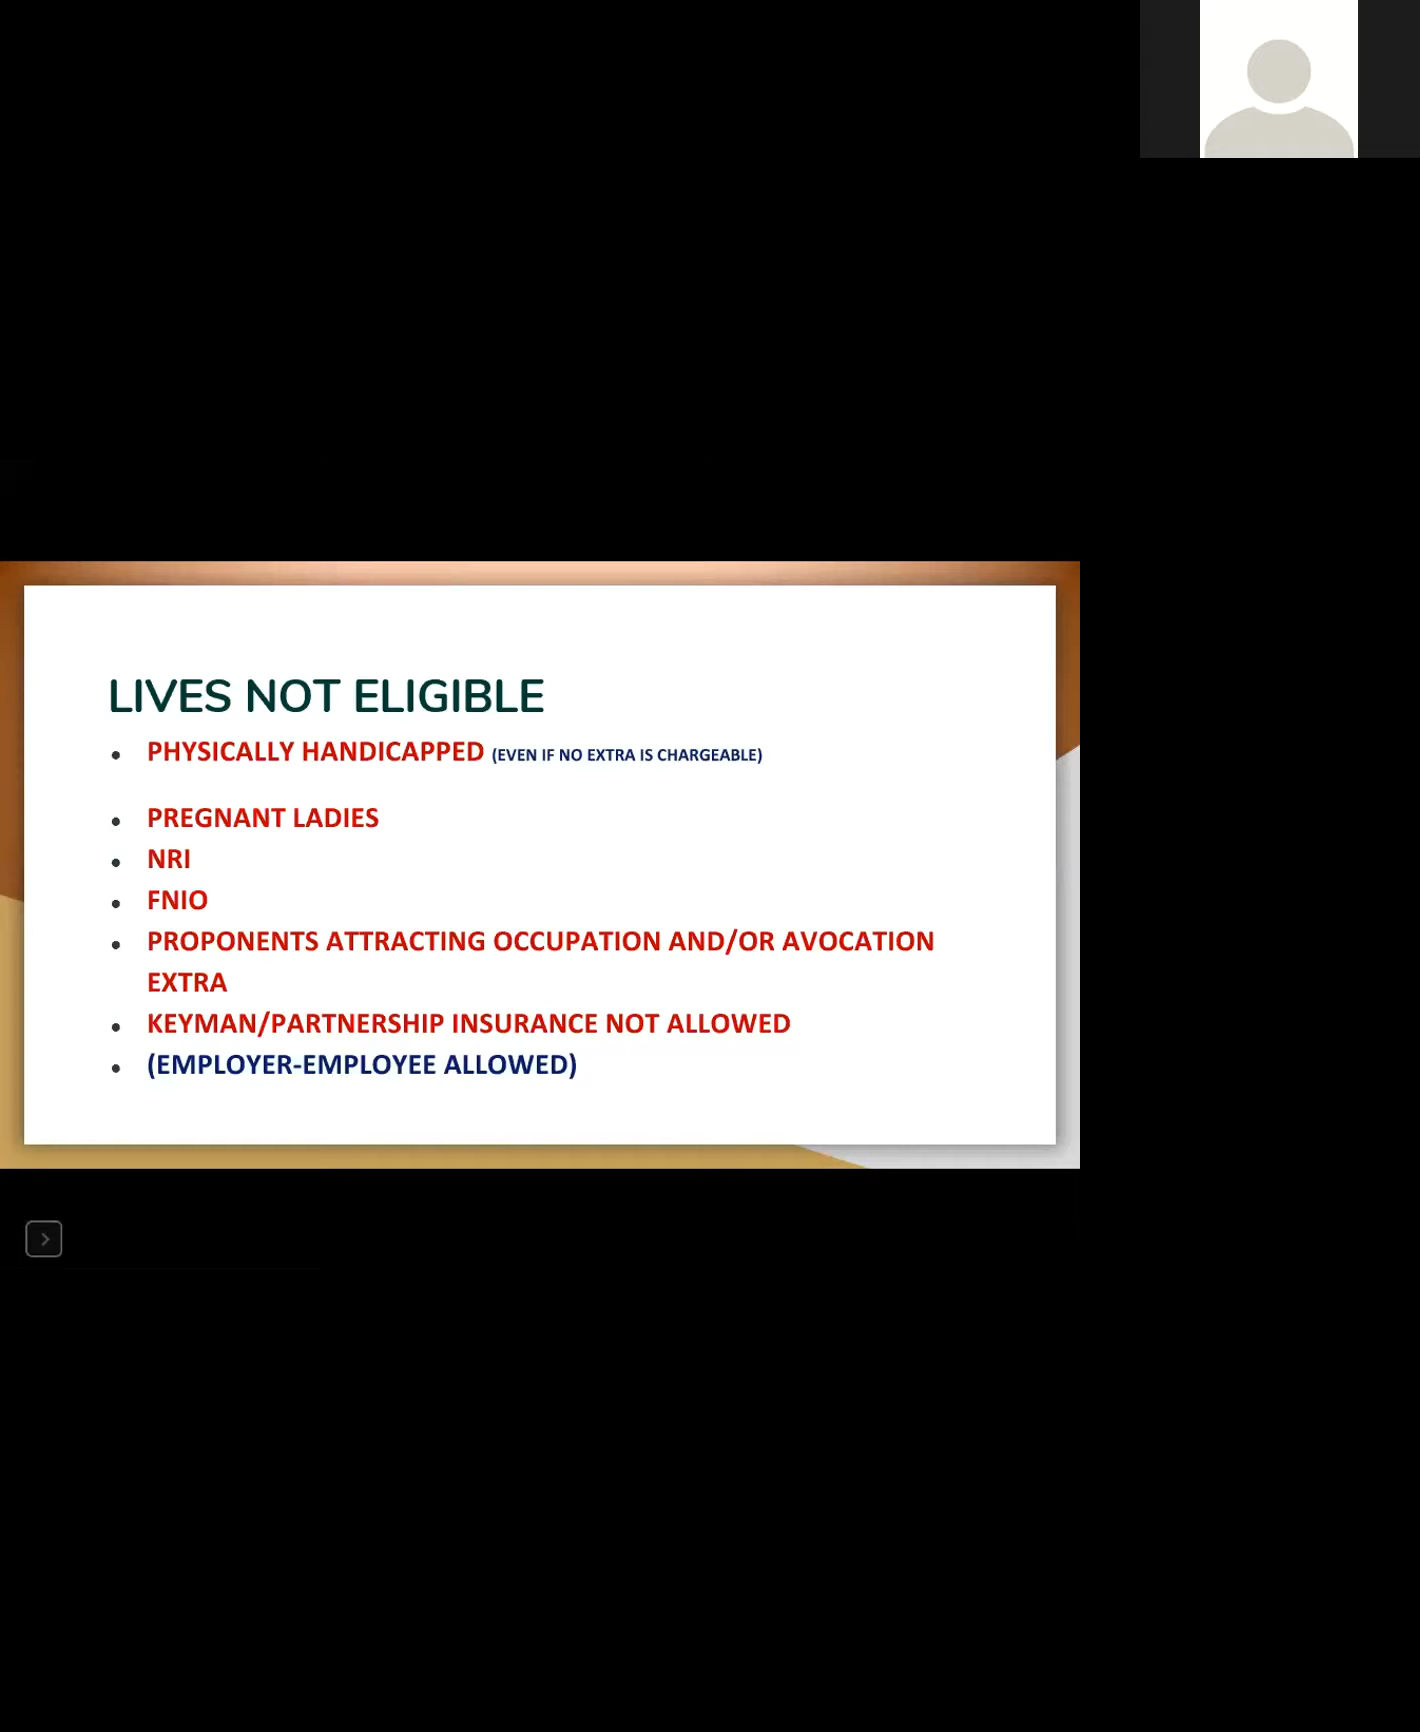 LIVES NOT ELIGIBLE
• PHYSICALLY HANDICAPPED (EVEN IF NO EXTRA IS CHARGEABLE)
• PREGNANT LADIES
• NRI
• FNIO
• PROPONENTS ATTRACTING OCCUPATION AND/OR AVOCATION
EXTRA
• KEYMAN/PARTNERSHIP INSURANCE NOT ALLOWED
• (EMPLOYER-EMPLOYEE ALLOWED)